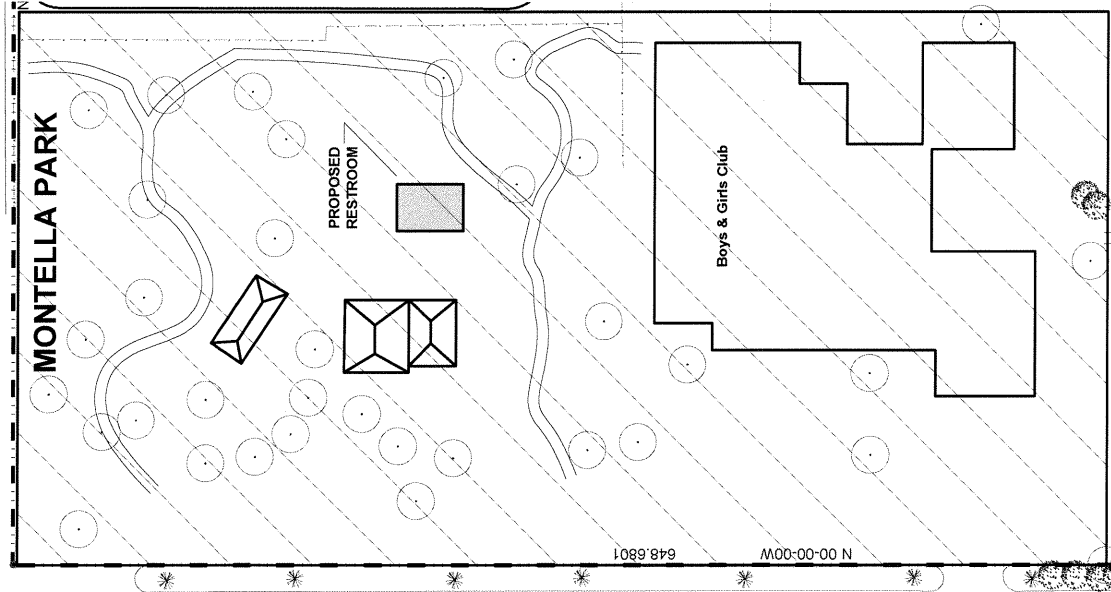 MONTELLA PARK
PROPOSED
RESTROOM
Boys & Girls Club
648.6801
N 00-00-00W